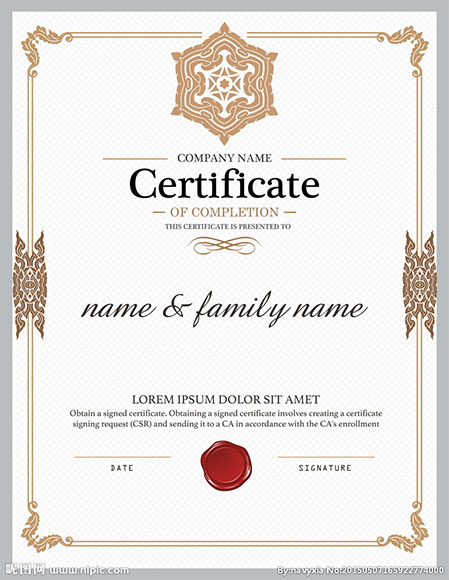 COMPANY NAME
Certificate
OF COMPLETION
THIS CERTIFICATE IS PRESENTED TO
name & family name
LOREM IPSUM DOLOR SIT AMET
Obtain a signed certificate. Obtaining a signed certificate involves creating a certificate
signing request (CSR) and sending it to a CA in accordance with the CA's enrollment
DATE
SIGNATURE
昵图网 www.nipic.com
By:navyxia No:20150507165922774000